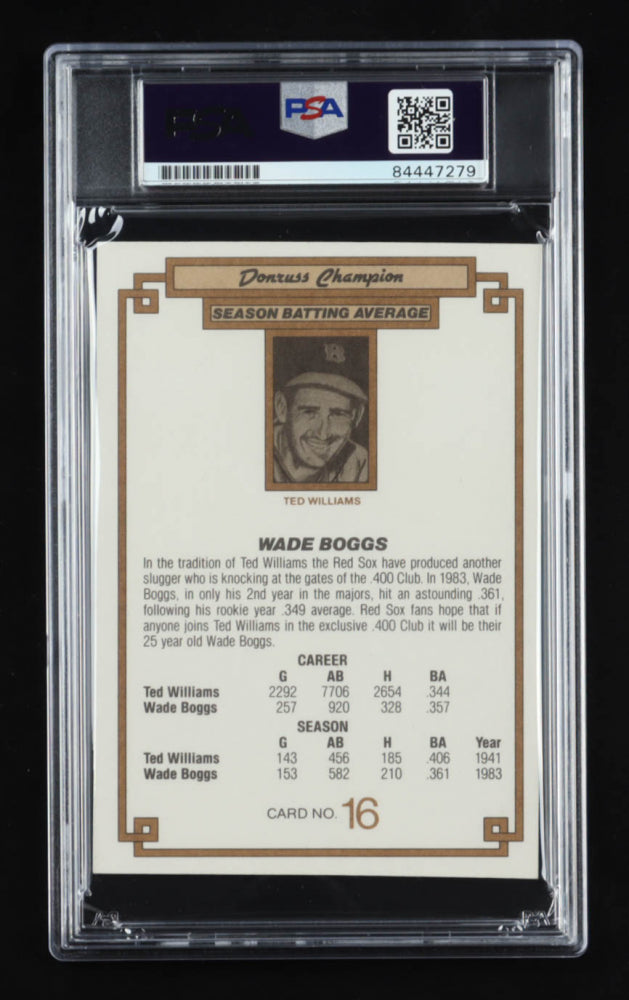 PSA
PSA
84447279
Donruss Champion
SEASON BATTING AVERAGE
B
TED WILLIAMS
WADE BOGGS
In the tradition of Ted Williams the Red Sox have produced another
slugger who is knocking at the gates of the .400 Club. In 1983, Wade
Boggs, in only his 2nd year in the majors, hit an astounding .361,
following his rookie year .349 average. Red Sox fans hope that if
anyone joins Ted Williams in the exclusive .400 Club it will be their
25 year old Wade Boggs.
CAREER
G AB H BA
Ted Williams 2292 7706 2654 .344
Wade Boggs 257 920 328 .357
SEASON
G AB H BA Year
Ted Williams 143 456 185 .406 1941
Wade Boggs 153 582 210 .361 1983
CARD NO. 16